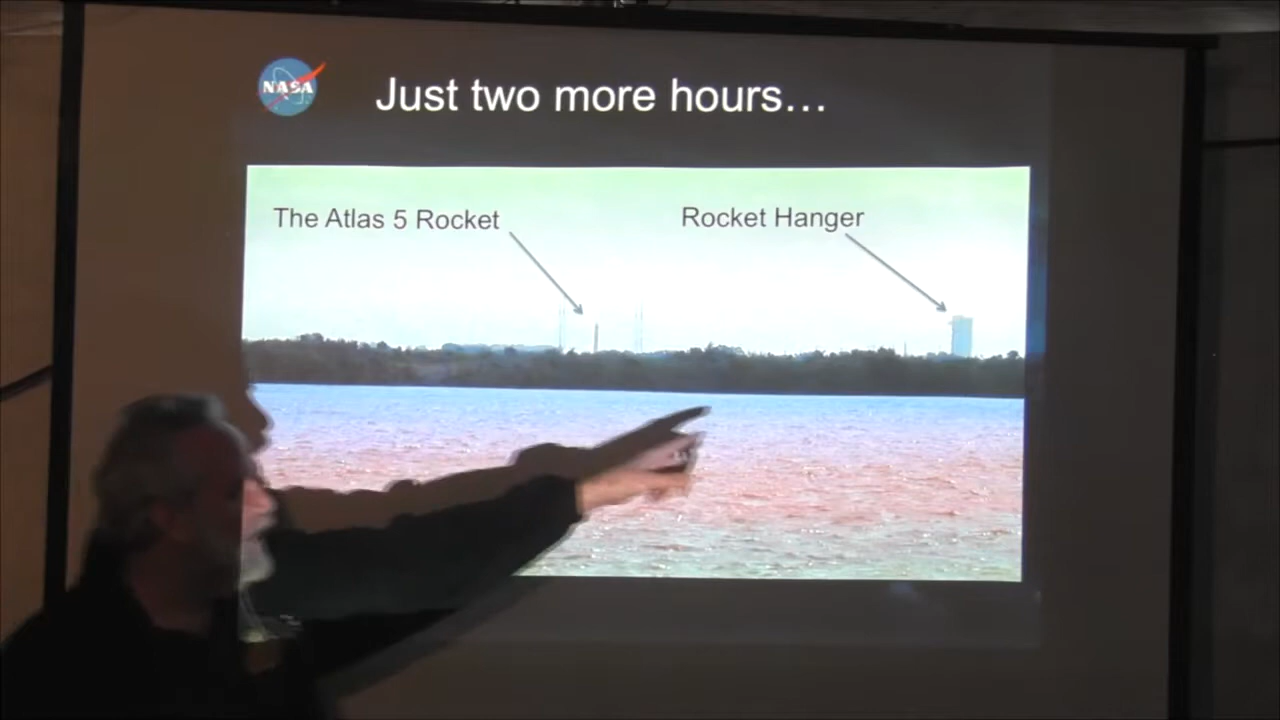 NASA
Just two more hours…
The Atlas 5 Rocket
Rocket Hanger